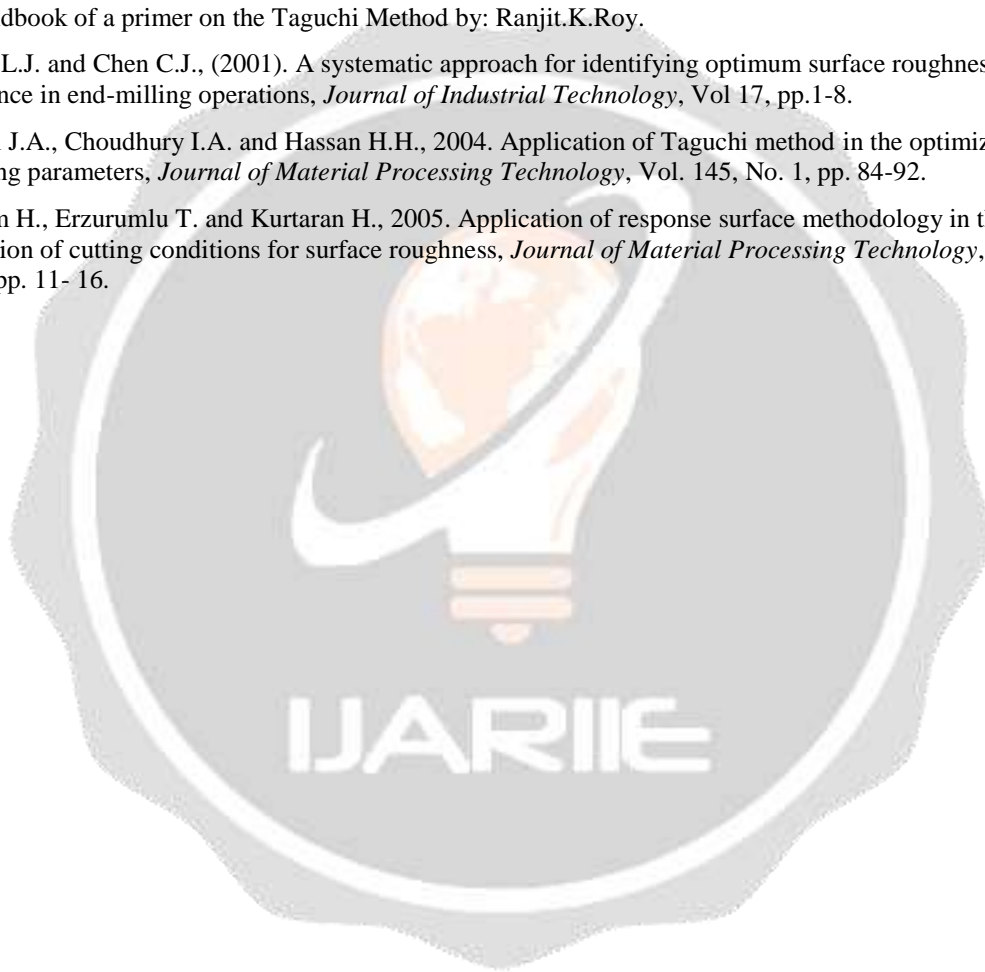 dbook of a primer on the Taguchi Method by: Ranjit.K.Roy.
L.J. and Chen C.J., (2001). A systematic approach for identifying optimum surface roughnes
nce in end-milling operations, Journal of Industrial Technology, Vol 17, pp.1-8.
J.A., Choudhury I.A. and Hassan H.H., 2004. Application of Taguchi method in the optimiz
ng parameters, Journal of Material Processing Technology, Vol. 145, No. 1, pp. 84-92.
m H., Erzurumlu T. and Kurtaran H., 2005. Application of response surface methodology in t
ion of cutting conditions for surface roughness, Journal of Material Processing Technology,
pp. 11- 16.
IJARIIE